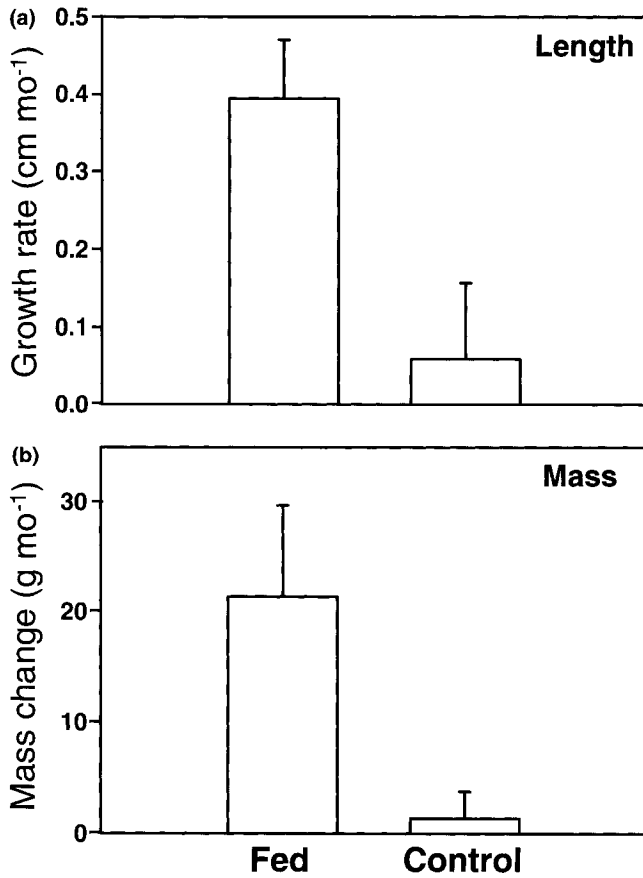 (a)
Length
Growth rate (cm mo⁻¹)
0.5
0.4
0.3
0.2
0.1
0.0
(b)
Mass
Mass change (g mo⁻¹)
30
20
10
0
Fed Control